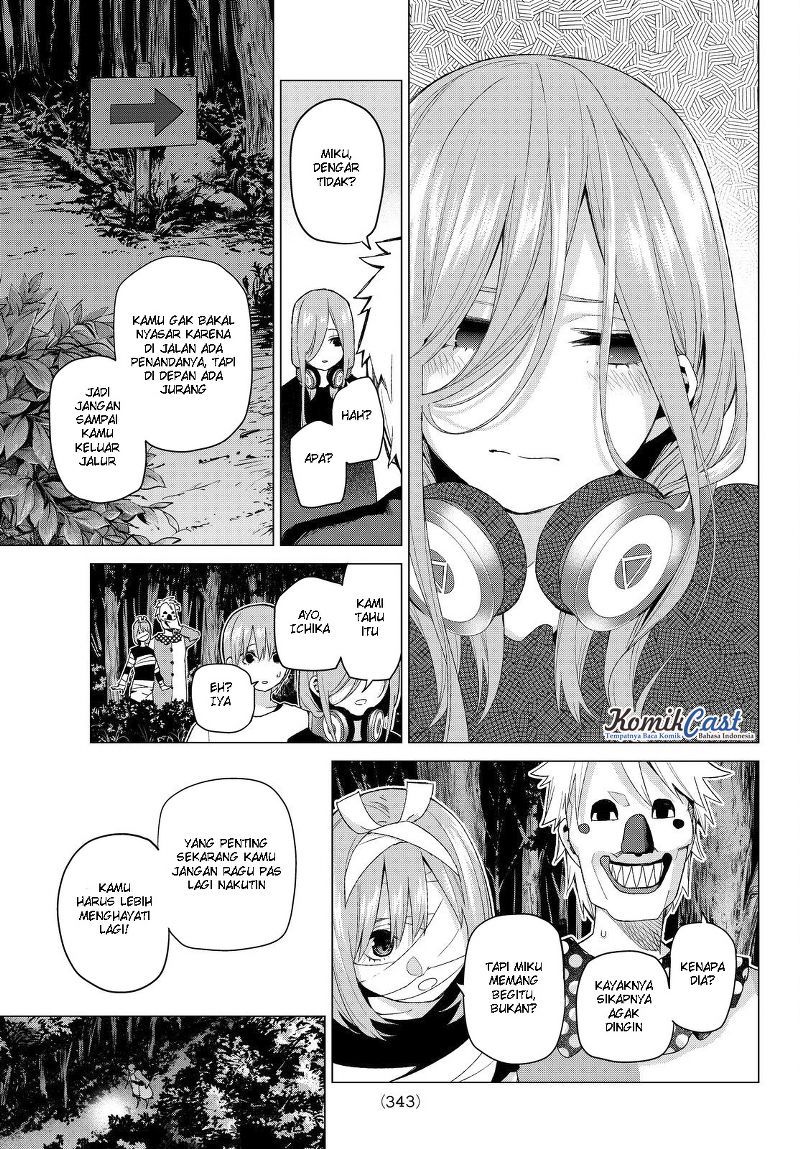 MIKU,
DENGAR
TIDAK?
HAH?
APA?
KAMU GAK BAKAL
NYASAR KARENA
DI JALAN ADA
PENANDANYA, TAPI
DI DEPAN ADA
JURANG
JADI
JANGAN
SAMPAI
KAMU
KELUAR
JALUR
KAMI
TAHU
ITU
AYO,
ICHIKA
EH?
IYA
KomikCast
Tempatnya Baca Komik Bahasa Indonesia
KENAPA
DIA?
KAYAKNYA
SIKAPNYA
AGAK
DINGIN
TAPI MIKU
MEMANG
BEGITU,
BUKAN?
YANG PENTING
SEKARANG KAMU
JANGAN RAGU PAS
LAGI NAKUTIN
KAMU
HARUS LEBIH
MENGHAYATI
LAGI!
(343)